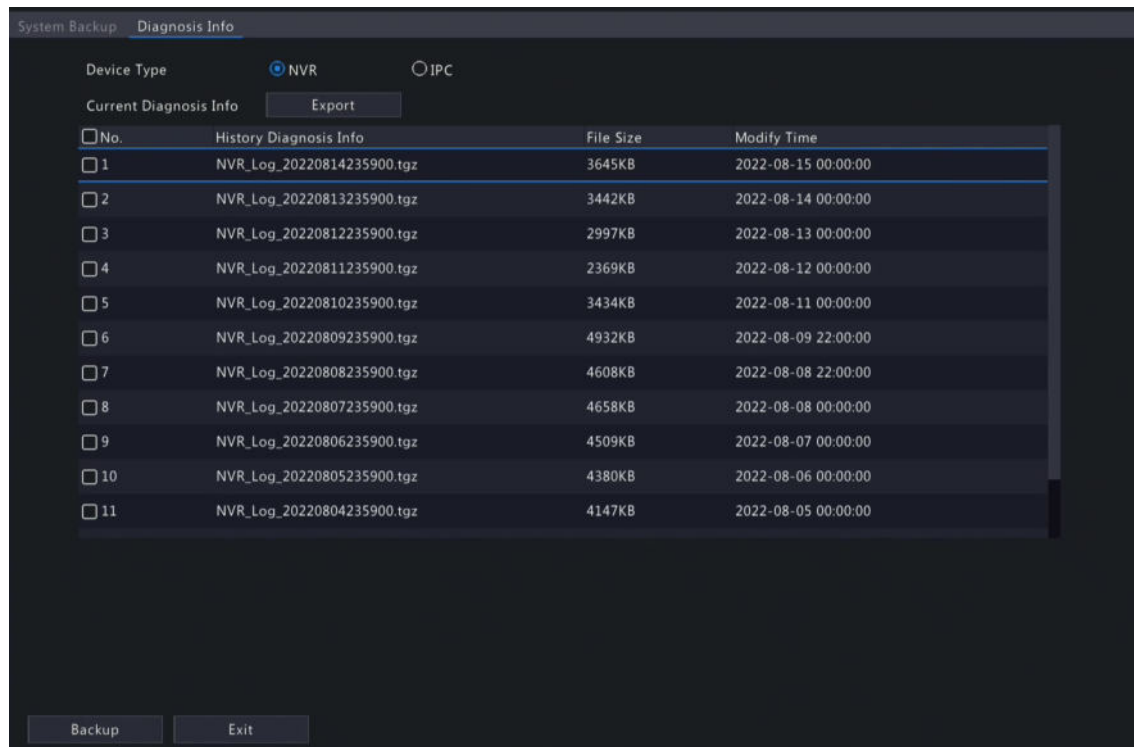 System Backup Diagnosis Info
Device Type NVR IPC
Current Diagnosis Info Export
No. History Diagnosis Info File Size Modify Time
1 NVR_Log_20220814235900.tgz 3645KB 2022-08-15 00:00:00
2 NVR_Log_20220813235900.tgz 3442KB 2022-08-14 00:00:00
3 NVR_Log_20220812235900.tgz 2997KB 2022-08-13 00:00:00
4 NVR_Log_20220811235900.tgz 2369KB 2022-08-12 00:00:00
5 NVR_Log_20220810235900.tgz 3434KB 2022-08-11 00:00:00
6 NVR_Log_20220809235900.tgz 4932KB 2022-08-09 22:00:00
7 NVR_Log_20220808235900.tgz 4608KB 2022-08-08 22:00:00
8 NVR_Log_20220807235900.tgz 4658KB 2022-08-08 00:00:00
9 NVR_Log_20220806235900.tgz 4509KB 2022-08-07 00:00:00
10 NVR_Log_20220805235900.tgz 4380KB 2022-08-06 00:00:00
11 NVR_Log_20220804235900.tgz 4147KB 2022-08-05 00:00:00
Backup Exit